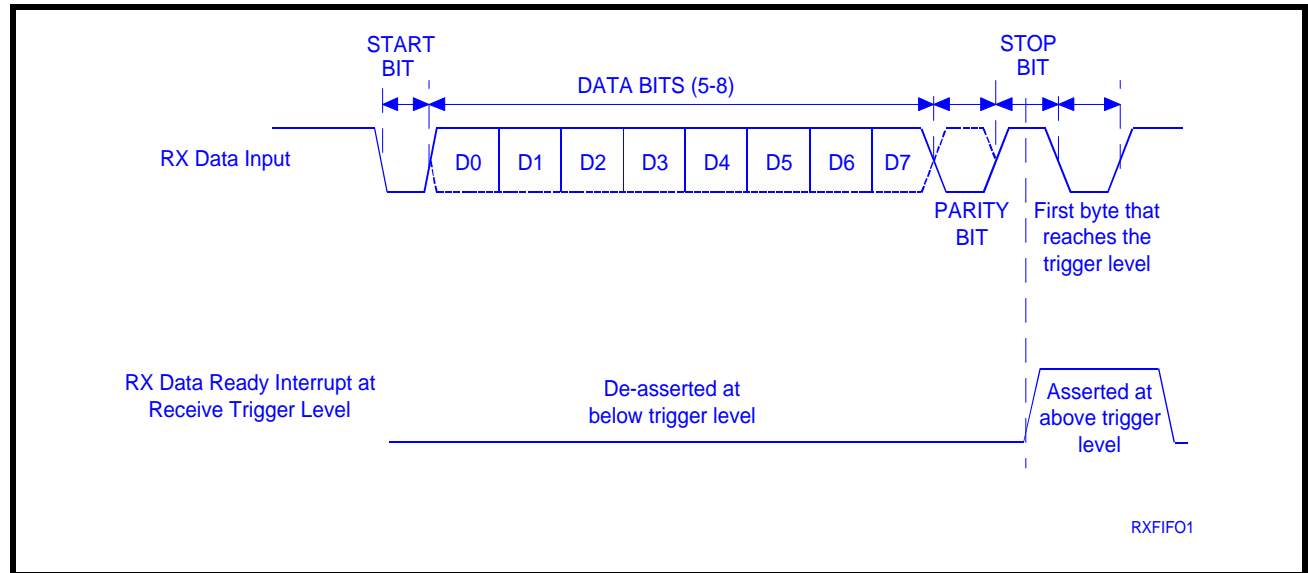 START
BIT
STOP
BIT
DATA BITS (5-8)
RX Data Input
D0 D1 D2 D3 D4 D5 D6 D7
PARITY
BIT
First byte that
reaches the
trigger level
RX Data Ready Interrupt at
Receive Trigger Level
De-asserted at
below trigger level
Asserted at
above trigger
level
RXFIFO1